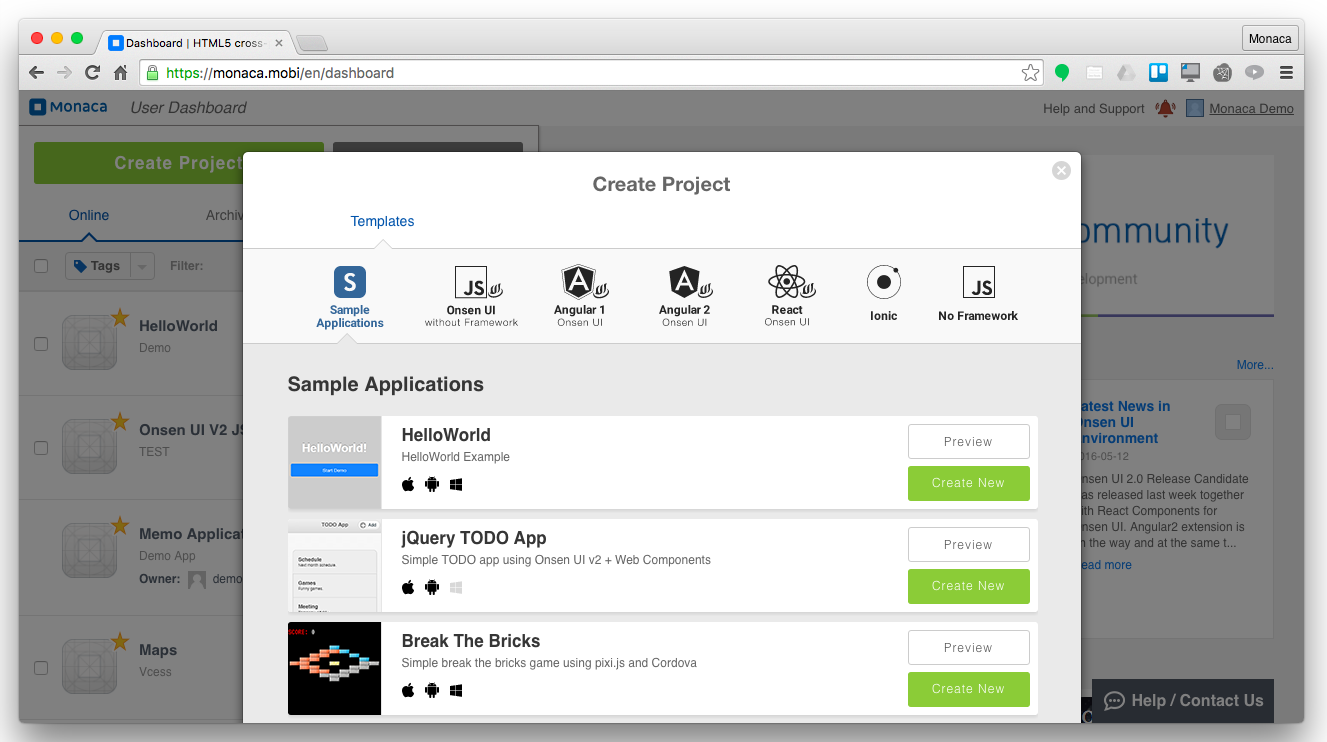 Dashboard | HTML5 cross-
Monaca
https://monaca.mobi/en/dashboard
Monaca User Dashboard
Help and Support Monaca Demo
Create Project
Create Project
Templates
Online Archiv
Tags Filter:
S
JS
A
A
JS
Sample Applications
Onsen UI without Framework
Angular 1 Onsen UI
Angular 2 Onsen UI
React Onsen UI
Ionic
No Framework
ommunity
elopment
HelloWorld
Demo
Onsen UI V2 JS
TEST
Memo Applicat
Demo App
Owner: demo
Maps
Vcess
Sample Applications
HelloWorld!
Start Demo
HelloWorld
HelloWorld Example
Preview
Create New
TODO App Add
Schedule
Next month schedule.
Games
Funny games.
Meeting
jQuery TODO App
Simple TODO app using Onsen UI v2 + Web Components
Preview
Create New
SCORE: 0
Break The Bricks
Simple break the bricks game using pixi.js and Cordova
Preview
Create New
More...
atest News in
nsen UI
nvironment
016-05-12
nsen UI 2.0 Release Candidate
as released last week together
ith React Components for
nsen UI. Angular2 extension is
n the way and at the same t...
ead more
Help / Contact Us